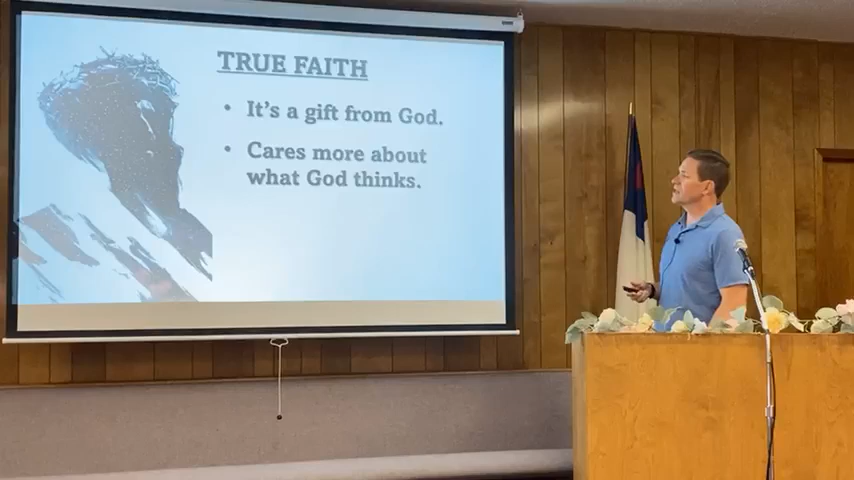 TRUE FAITH
• It's a gift from God.
• Cares more about
what God thinks.